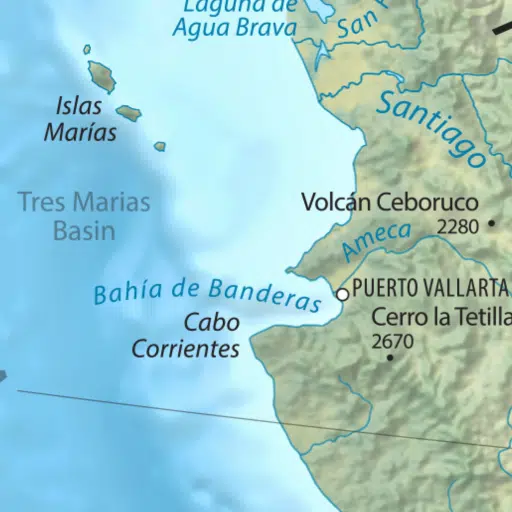 Laguna de
Agua Brava
San
Islas
Marías
Santiago
Tres Marias
Basin
Volcán Ceboruco
2280
Ameca
Bahía de Banderas
PUERTO VALLARTA
Cabo
Corrientes
Cerro la Tetilla
2670